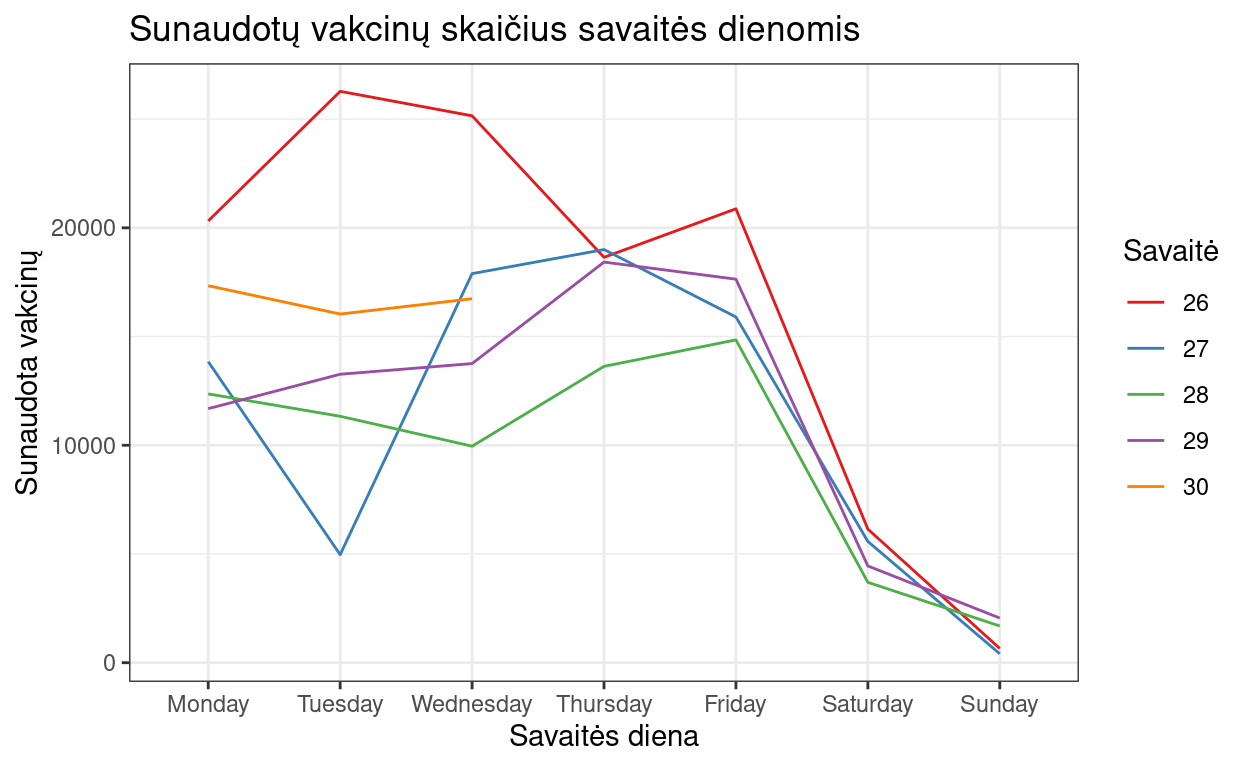 Sunaudotų vakcinų skaičius savaitės dienomis
Sunaudota vakcinų
20000
10000
0
Monday Tuesday Wednesday Thursday Friday Saturday Sunday
Savaitės diena
Savaitė
26
27
28
29
30